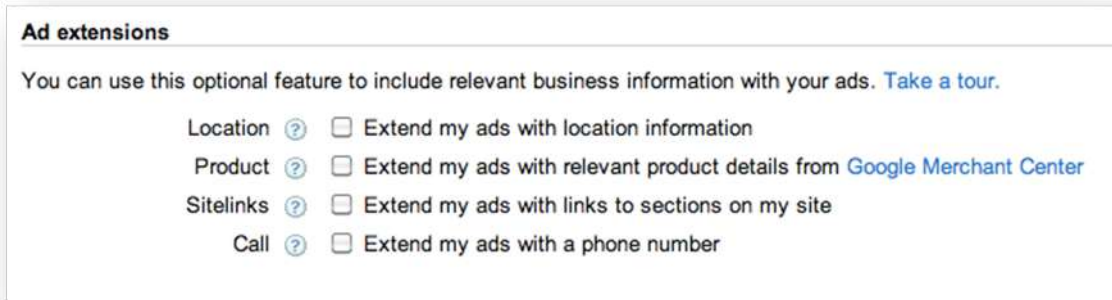 Ad extensions
You can use this optional feature to include relevant business information with your ads. Take a tour.
Location ? Extend my ads with location information
Product ? Extend my ads with relevant product details from Google Merchant Center
Sitelinks ? Extend my ads with links to sections on my site
Call ? Extend my ads with a phone number